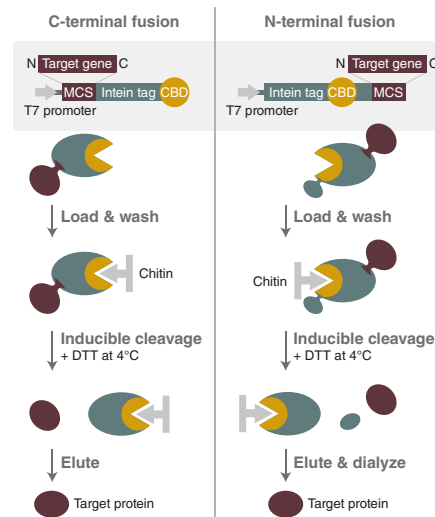 C-terminal fusion
N Target gene C
MCS Intein tag CBD
T7 promoter
Load & wash
Chitin
Inducible cleavage
+ DTT at 4°C
Elute
Target protein
N-terminal fusion
N Target gene C
Intein tag CBD MCS
T7 promoter
Load & wash
Chitin
Inducible cleavage
+ DTT at 4°C
Elute & dialyze
Target protein